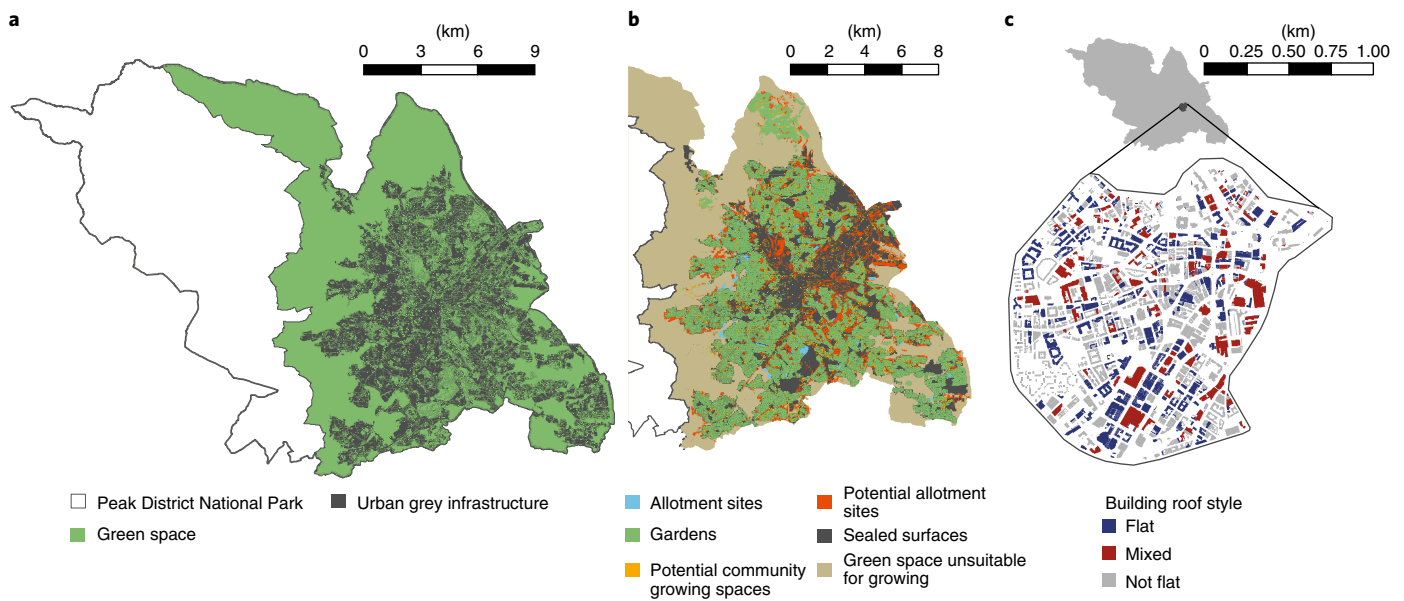 a
(km)
0 3 6 9
Peak District National Park
Urban grey infrastructure
Green space
b
(km)
0 2 4 6 8
Allotment sites
Gardens
Potential community
growing spaces
Potential allotment
sites
Sealed surfaces
Green space unsuitable
for growing
c
(km)
0 0.25 0.50 0.75 1.00
Building roof style
Flat
Mixed
Not flat